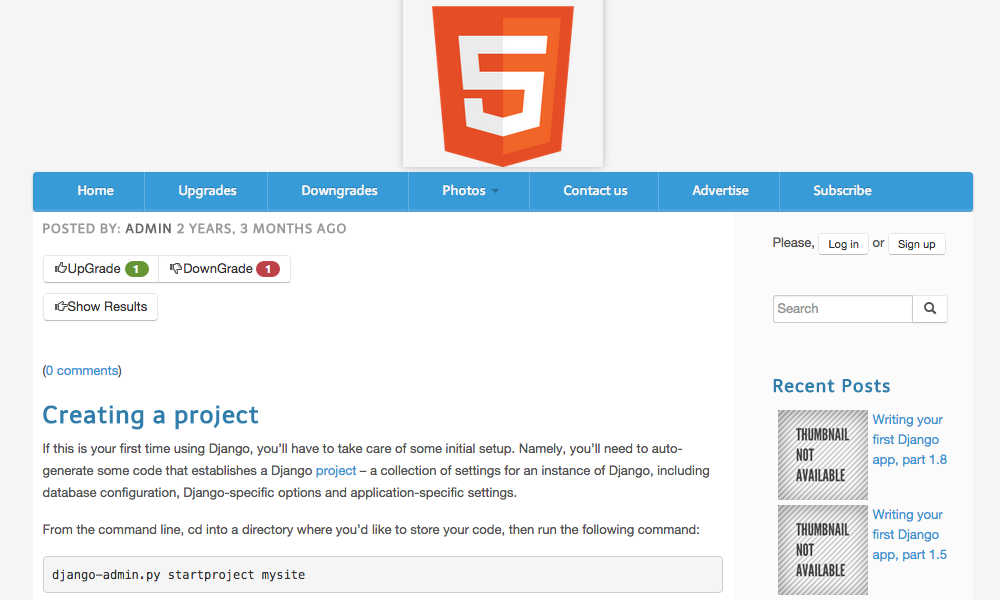 Home Upgrades Downgrades Photos Contact us Advertise Subscribe
POSTED BY: ADMIN 2 YEARS, 3 MONTHS AGO
UpGrade 1 DownGrade 1
Show Results
(0 comments)
Creating a project
If this is your first time using Django, you’ll have to take care of some initial setup. Namely, you’ll need to auto-
generate some code that establishes a Django project – a collection of settings for an instance of Django, including
database configuration, Django-specific options and application-specific settings.
From the command line, cd into a directory where you’d like to store your code, then run the following command:
django-admin.py startproject mysite
Please, Log in or Sign up
Search
Recent Posts
THUMBNAIL
NOT
AVAILABLE
Writing your
first Django
app, part 1.8
THUMBNAIL
NOT
AVAILABLE
Writing your
first Django
app, part 1.5